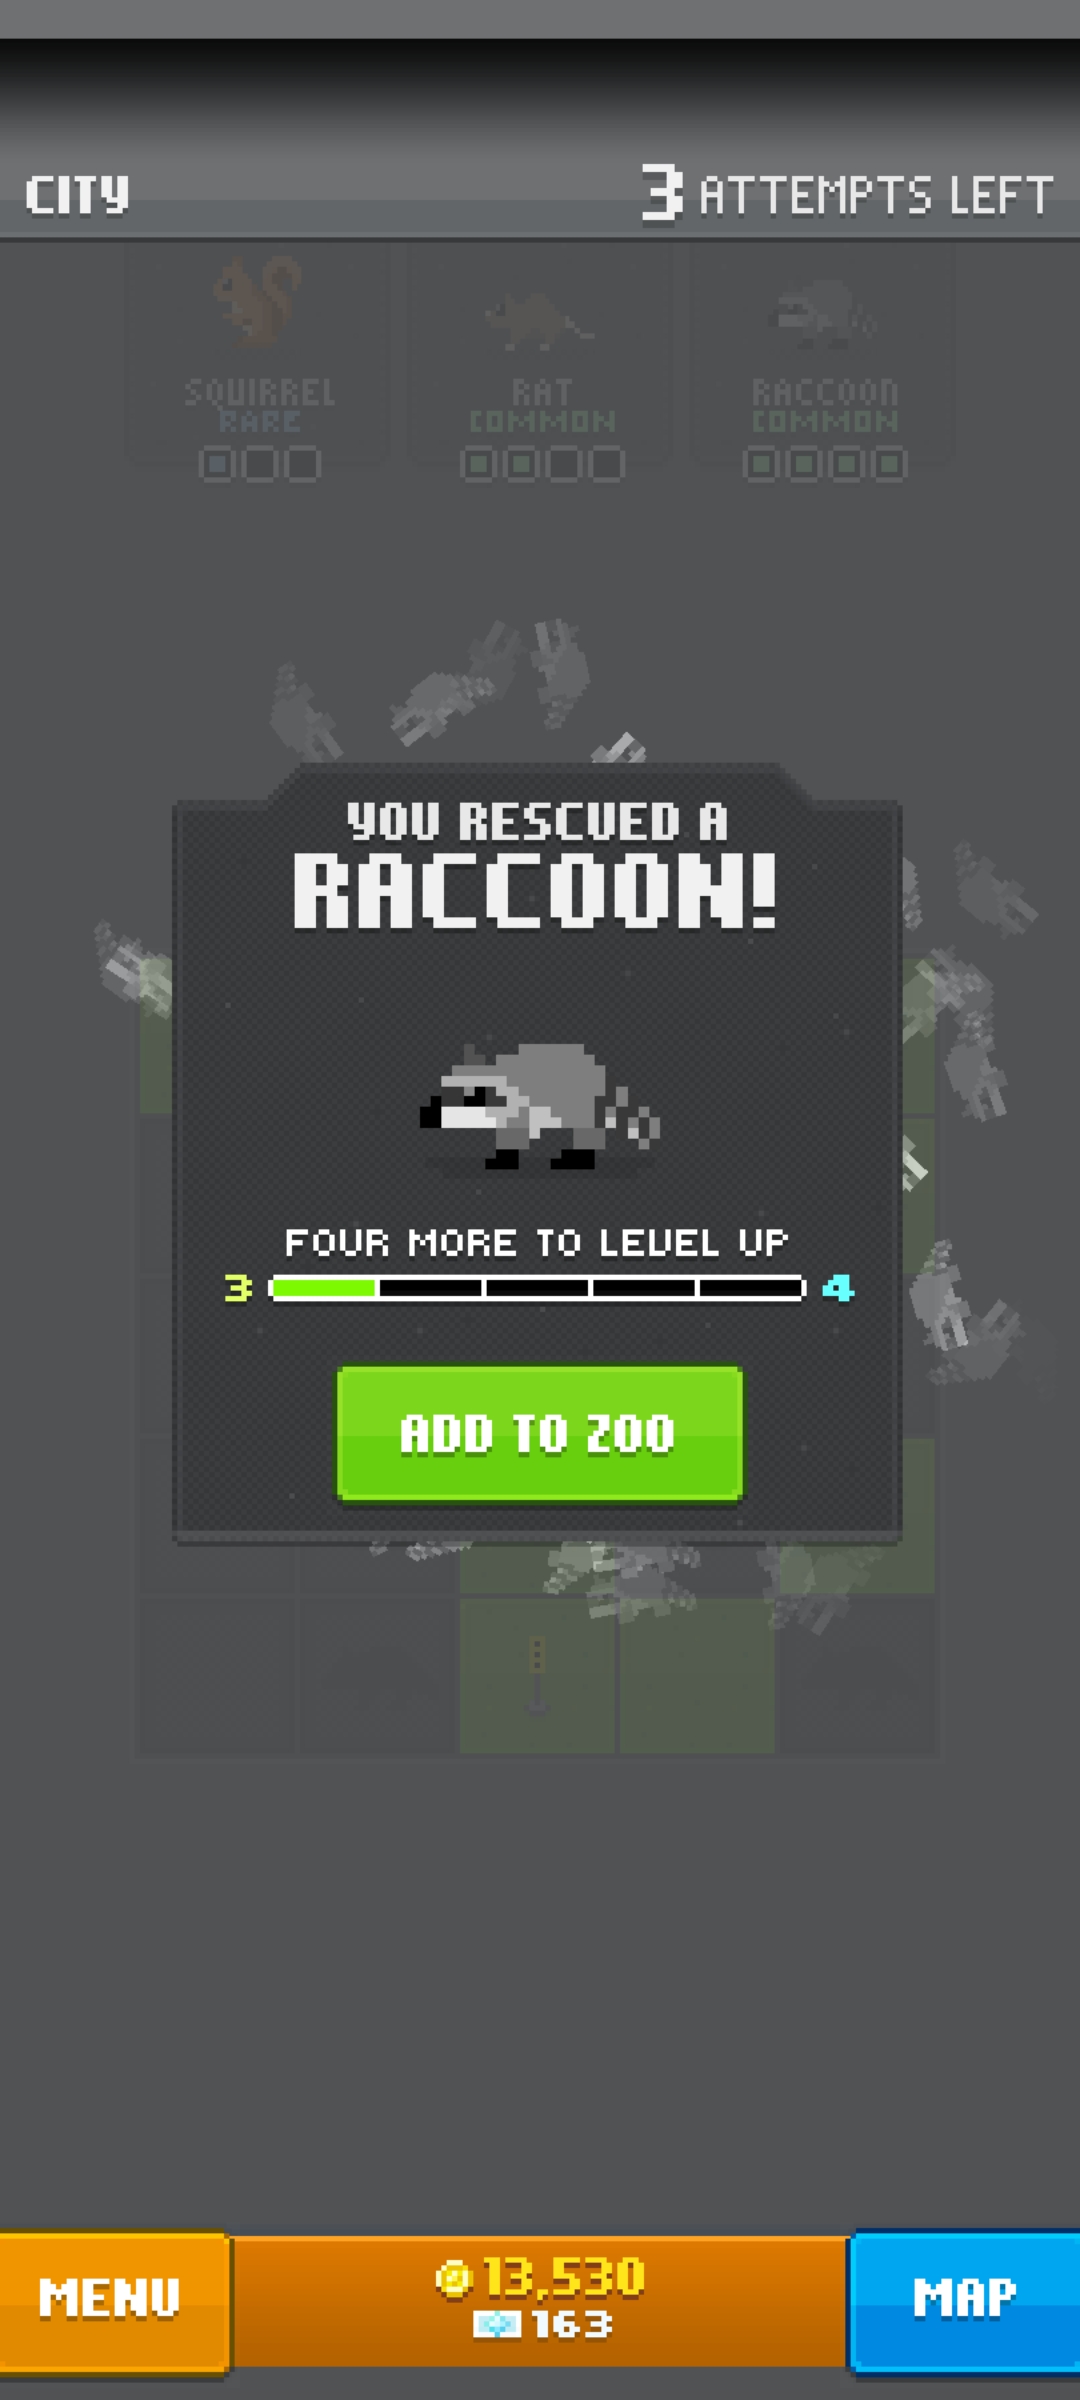 CITY
3 ATTEMPTS LEFT
SQUIRREL
RARE
RAT
COMMON
RACCOON
COMMON
YOU RESCUED A
RACCOON!
FOUR MORE TO LEVEL UP
3
4
ADD TO ZOO
MENU
13,530
163
MAP